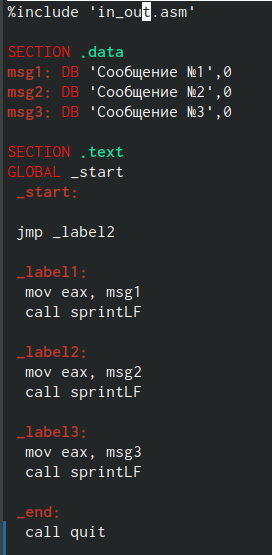 %include 'in_out.asm'
SECTION .data
msg1: DB 'Сообщение №1',0
msg2: DB 'Сообщение №2',0
msg3: DB 'Сообщение №3',0
SECTION .text
GLOBAL _start
_start:
jmp _label2
_label1:
mov eax, msg1
call sprintLF
_label2:
mov eax, msg2
call sprintLF
_label3:
mov eax, msg3
call sprintLF
_end:
call quit